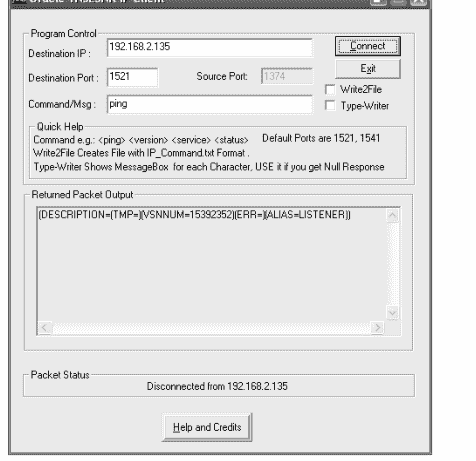 Program Control
Destination IP : 192.168.2.135 Connect
Destination Port : 1521 Source Port: 1374 Exit
Write2File
Command/Msg : ping Type-Writer
Quick Help
Command e.g.: <ping> <version> <service> <status> Default Ports are 1521, 1541
Write2File Creates File with IP_Command.txt Format .
Type-Writer Shows MessageBox for each Character, USE it if you get Null Response
Returned Packet Output
(DESCRIPTION=(TMP=)(VSNNUM=15392352)(ERR=)(ALIAS=LISTENER))
Packet Status
Disconnected from 192.168.2.135
Help and Credits